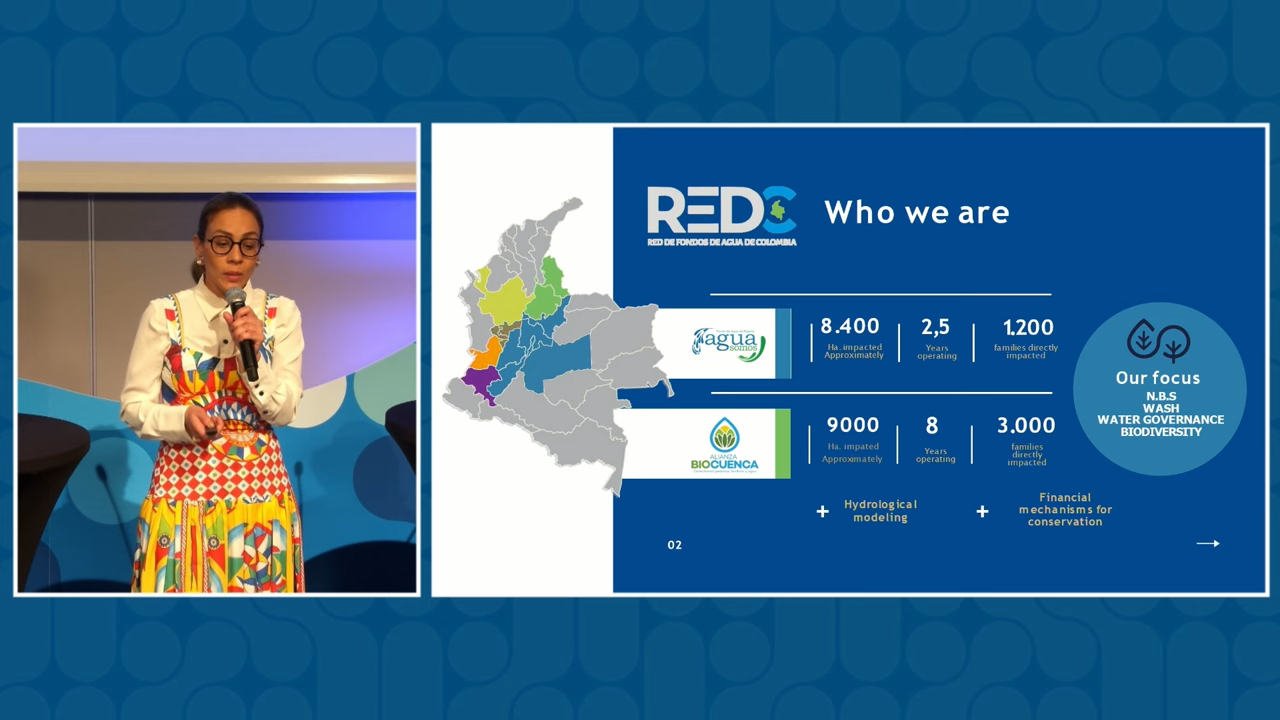 REDC
RED DE FONDOS DE AGUA DE COLOMBIA
Who we are
agua
somos
8.400
Ha. impacted
Approximately
2,5
Years
operating
1.200
families directly
impacted
ALIANZA
BIOCUENCA
9000
Ha. impated
Approximately
8
Years
operating
3.000
families
directly
impacted
Our focus
N.B.S
WASH
WATER GOVERNANCE
BIODIVERSITY
+
Hydrological
modeling
+
Financial
mechanisms for
conservation
02